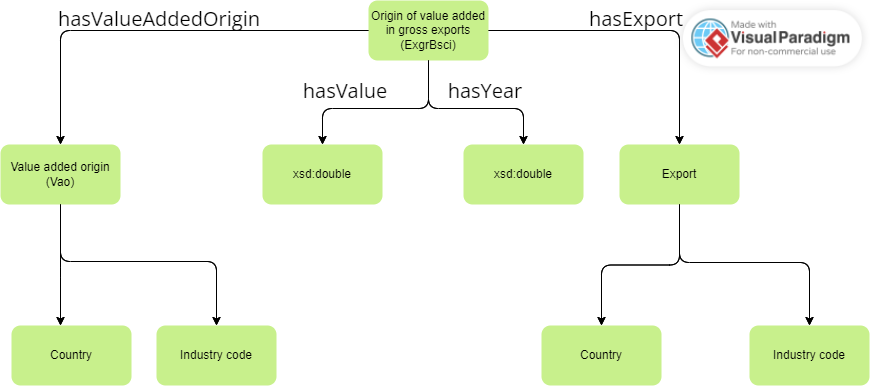 hasValueAddedOrigin
Origin of value added
in gross exports
(ExgrBsci)
hasExport
Made with
Visual Paradigm
For non-commercial use
hasValue
hasYear
Value added origin
(Vao)
xsd:double
xsd:double
Export
Country
Industry code
Country
Industry code